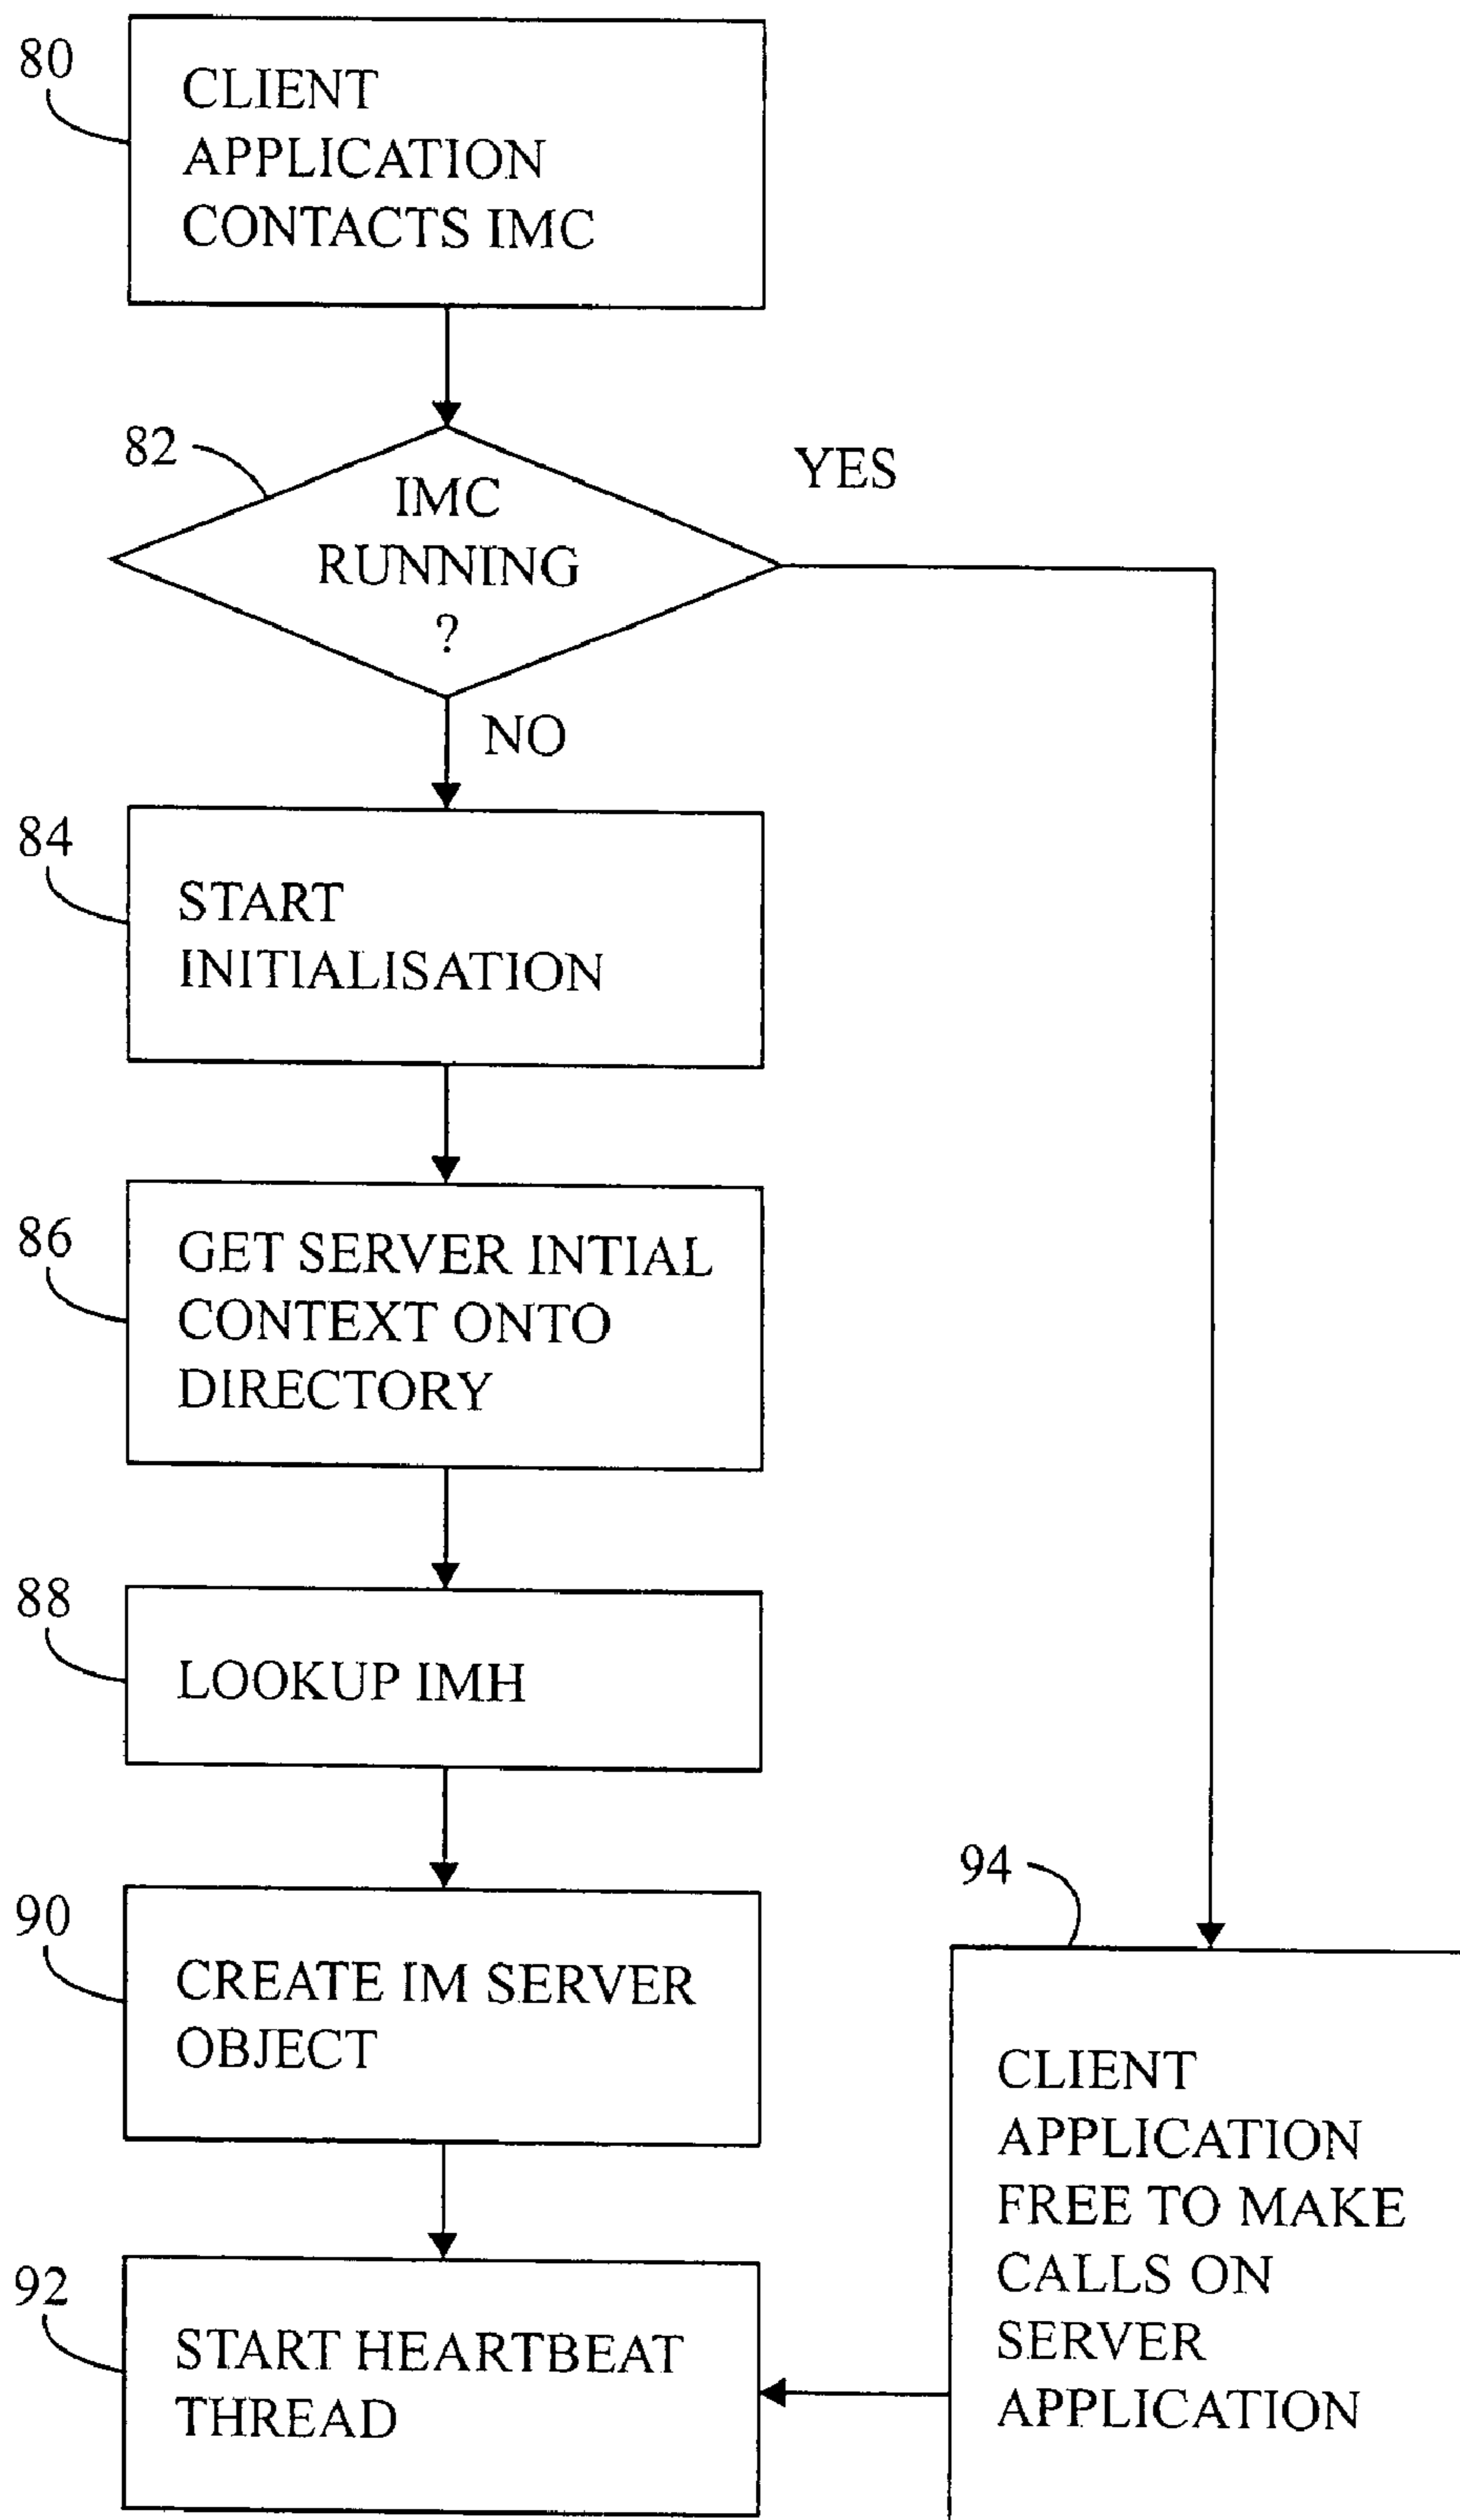 80
CLIENT
APPLICATION
CONTACTS IMC
82
IMC
RUNNING
?
YES
NO
84
START
INITIALISATION
86
GET SERVER INTIAL
CONTEXT ONTO
DIRECTORY
88
LOOKUP IMH
90
CREATE IM SERVER
OBJECT
92
START HEARTBEAT
THREAD
94
CLIENT
APPLICATION
FREE TO MAKE
CALLS ON
SERVER
APPLICATION